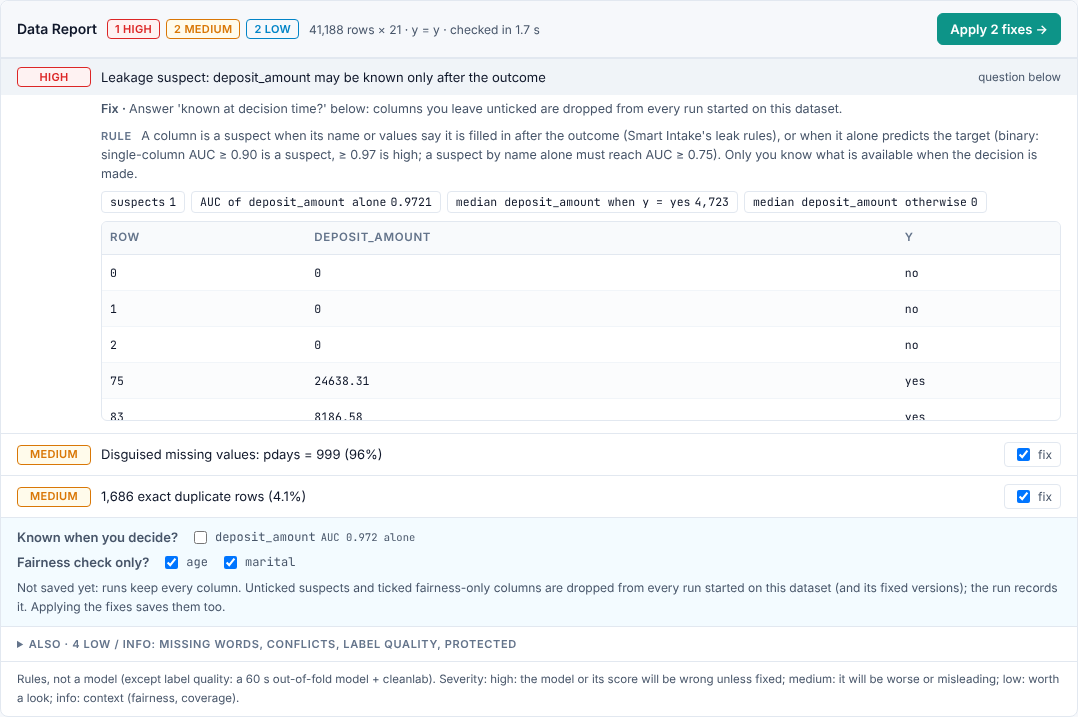 Data Report 1 HIGH 2 MEDIUM 2 LOW 41,188 rows × 21 · y = y · checked in 1.7 s Apply 2 fixes →
HIGH Leakage suspect: deposit_amount may be known only after the outcome question below
Fix · Answer 'known at decision time?' below: columns you leave unticked are dropped from every run started on this dataset.
RULE A column is a suspect when its name or values say it is filled in after the outcome (Smart Intake's leak rules), or when it alone predicts the target (binary:
single-column AUC ≥ 0.90 is a suspect, ≥ 0.97 is high; a suspect by name alone must reach AUC ≥ 0.75). Only you know what is available when the decision is
made.
suspects 1 AUC of deposit_amount alone 0.9721 median deposit_amount when y = yes 4,723 median deposit_amount otherwise 0
ROW DEPOSIT_AMOUNT Y
0 0 no
1 0 no
2 0 no
75 24638.31 yes
83 8186.58 yes
MEDIUM Disguised missing values: pdays = 999 (96%) fix
MEDIUM 1,686 exact duplicate rows (4.1%) fix
Known when you decide? deposit_amount AUC 0.972 alone
Fairness check only? age marital
Not saved yet: runs keep every column. Unticked suspects and ticked fairness-only columns are dropped from every run started on this dataset (and its fixed versions); the run records
it. Applying the fixes saves them too.
ALSO · 4 LOW / INFO: MISSING WORDS, CONFLICTS, LABEL QUALITY, PROTECTED
Rules, not a model (except label quality: a 60 s out-of-fold model + cleanlab). Severity: high: the model or its score will be wrong unless fixed; medium: it will be worse or misleading; low: worth
a look; info: context (fairness, coverage).